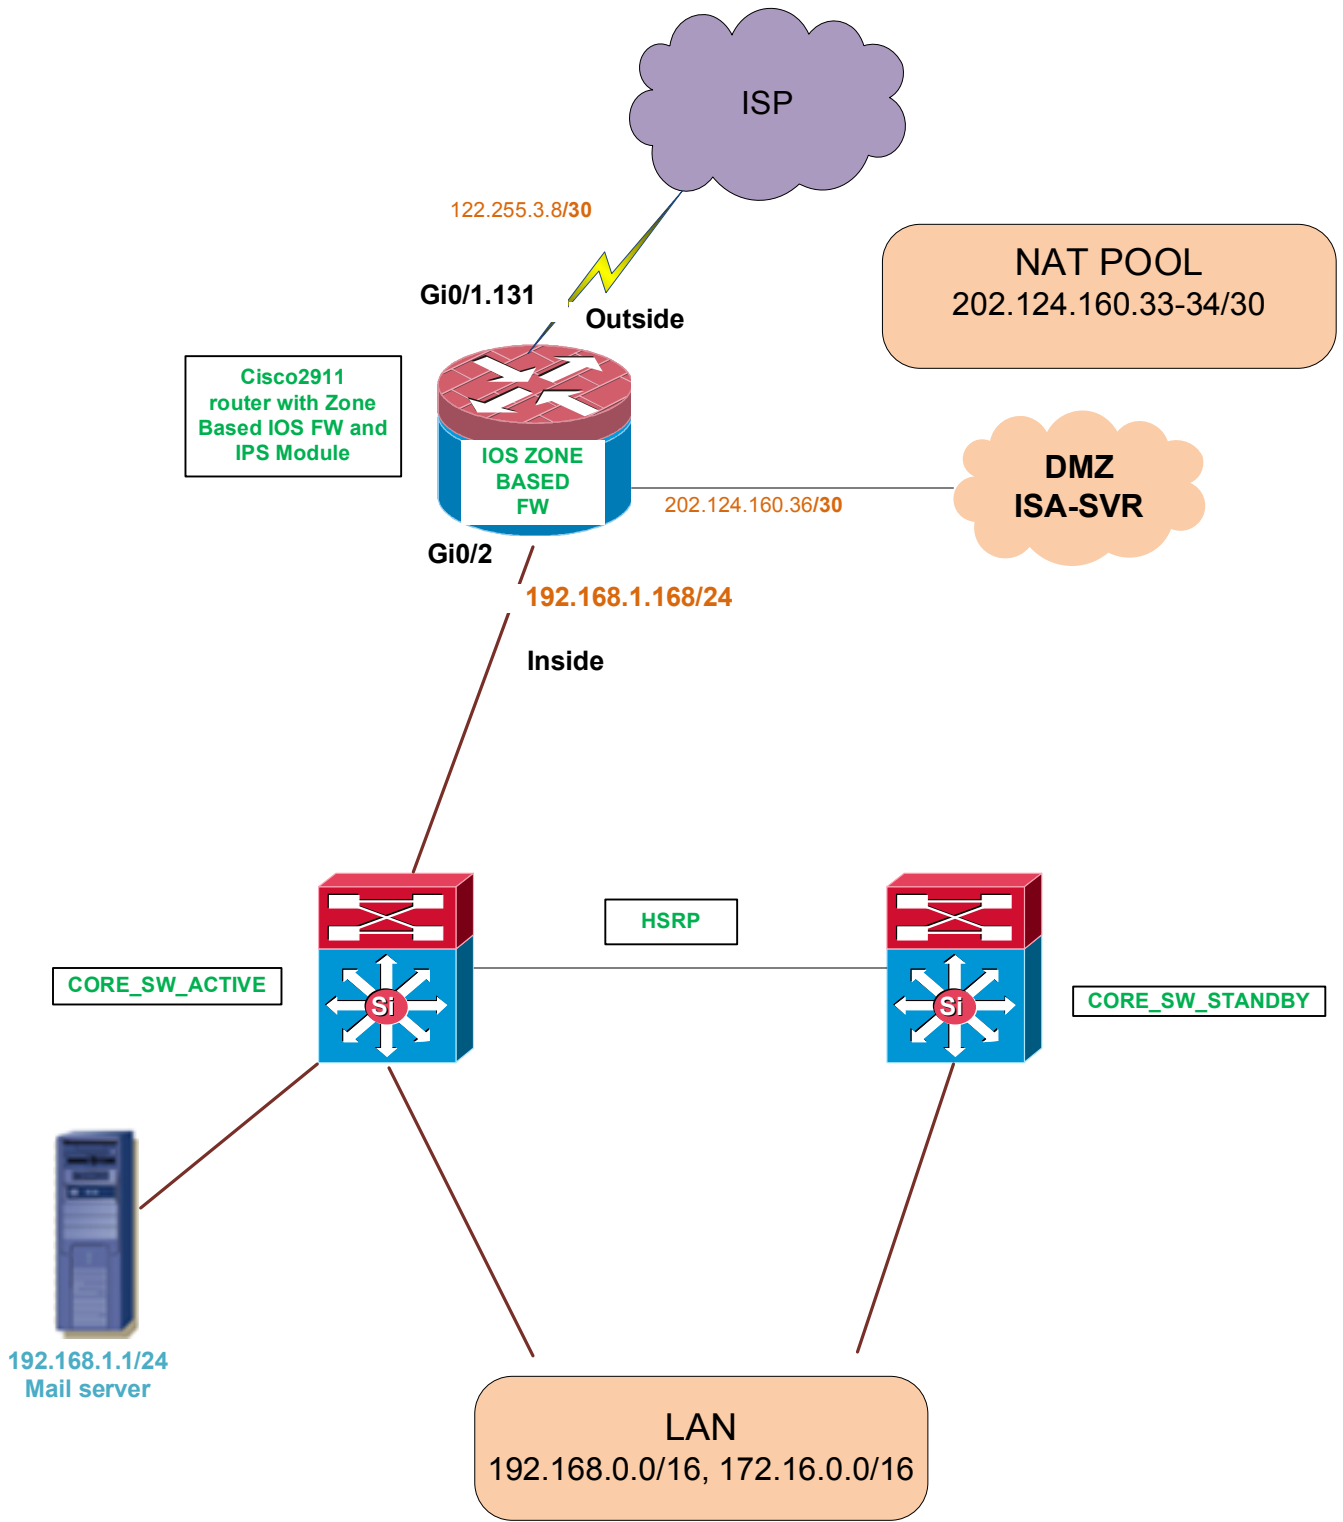 ISP
122.255.3.8/30
NAT POOL
202.124.160.33-34/30
Gi0/1.131
Outside
Cisco2911
router with Zone
Based IOS FW and
IPS Module
IOS ZONE
BASED
FW
DMZ
ISA-SVR
202.124.160.36/30
Gi0/2
192.168.1.168/24
Inside
HSRP
CORE_SW_ACTIVE
Si
Si
CORE_SW_STANDBY
192.168.1.1/24
Mail server
LAN
192.168.0.0/16, 172.16.0.0/16